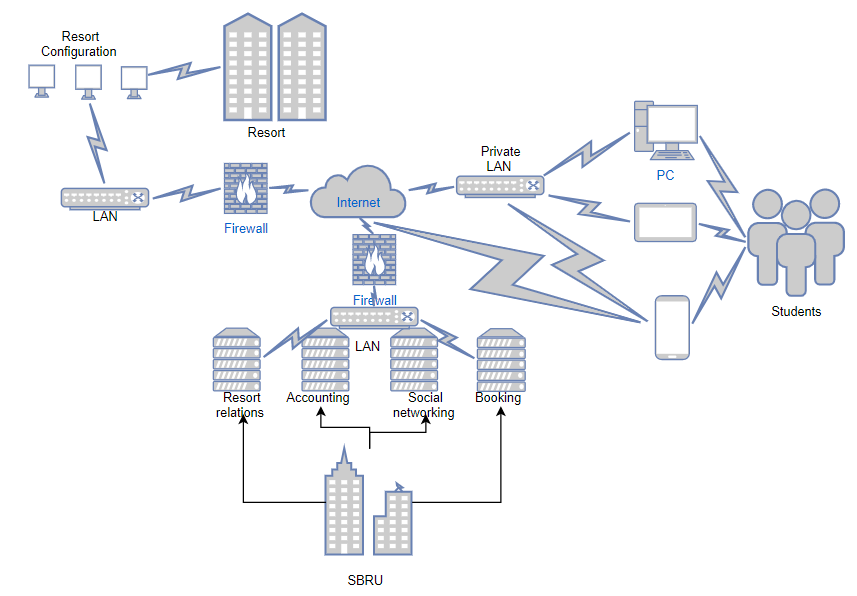 Resort
Configuration
Resort
Private
LAN
PC
LAN
Firewall
Internet
Students
Firewall
LAN
Resort
relations
Accounting
Social
networking
Booking
SBRU